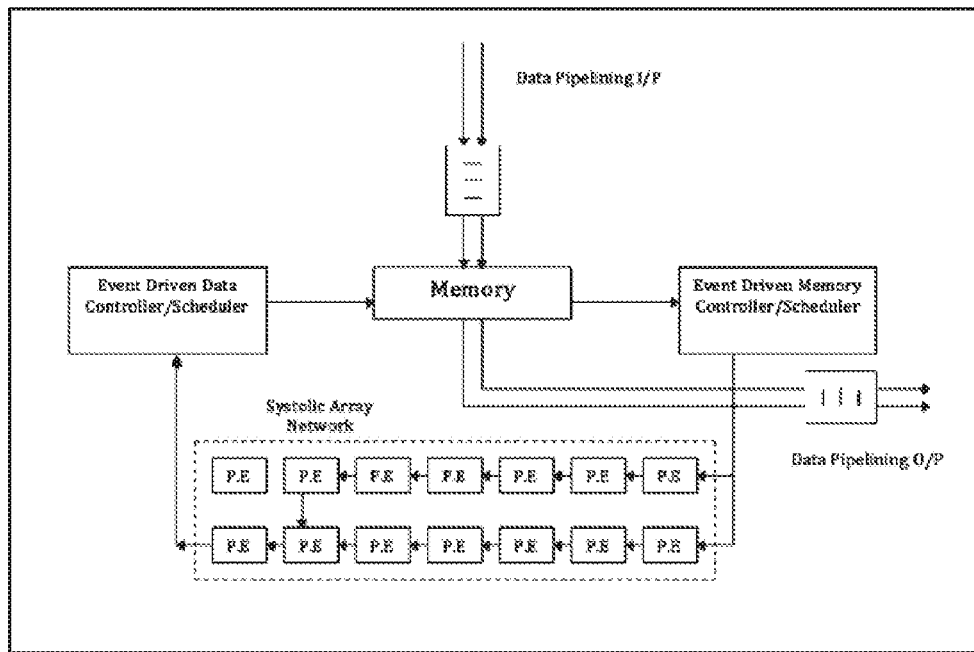 Data Pipelining I/P
Event Driven Data
Controller/Scheduler
Memory
Event Driven Memory
Controller/Scheduler
Systolic Array
Network
Data Pipelining O/P
P.E P.E P.E P.E P.E P.E P.E
P.E P.E P.E P.E P.E P.E P.E